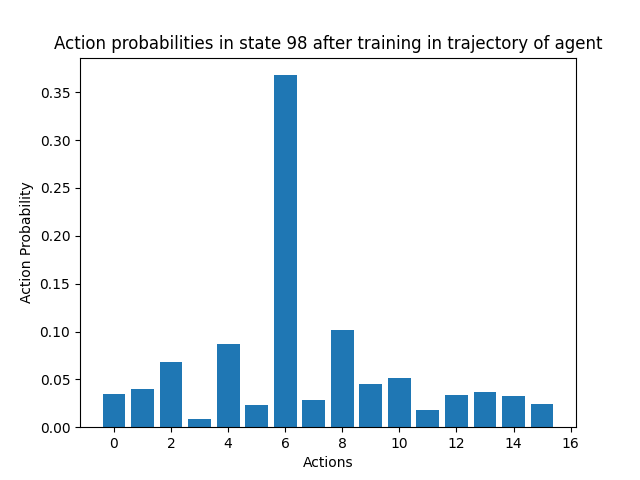 Action probabilities in state 98 after training in trajectory of agent
0.35
0.30
0.25
0.20
0.15
0.10
0.05
0.00
Action Probability
0 2 4 6 8 10 12 14 16
Actions